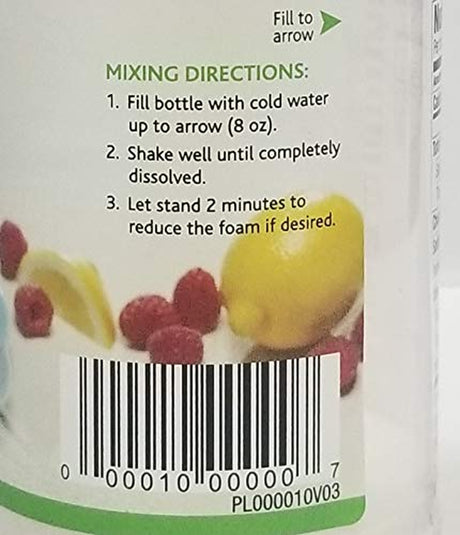 Fill to
arrow
MIXING DIRECTIONS:
1. Fill bottle with cold water
up to arrow (8 oz).
2. Shake well until completely
dissolved.
3. Let stand 2 minutes to
reduce the foam if desired.
0 00010 00000 7
PL000010V03